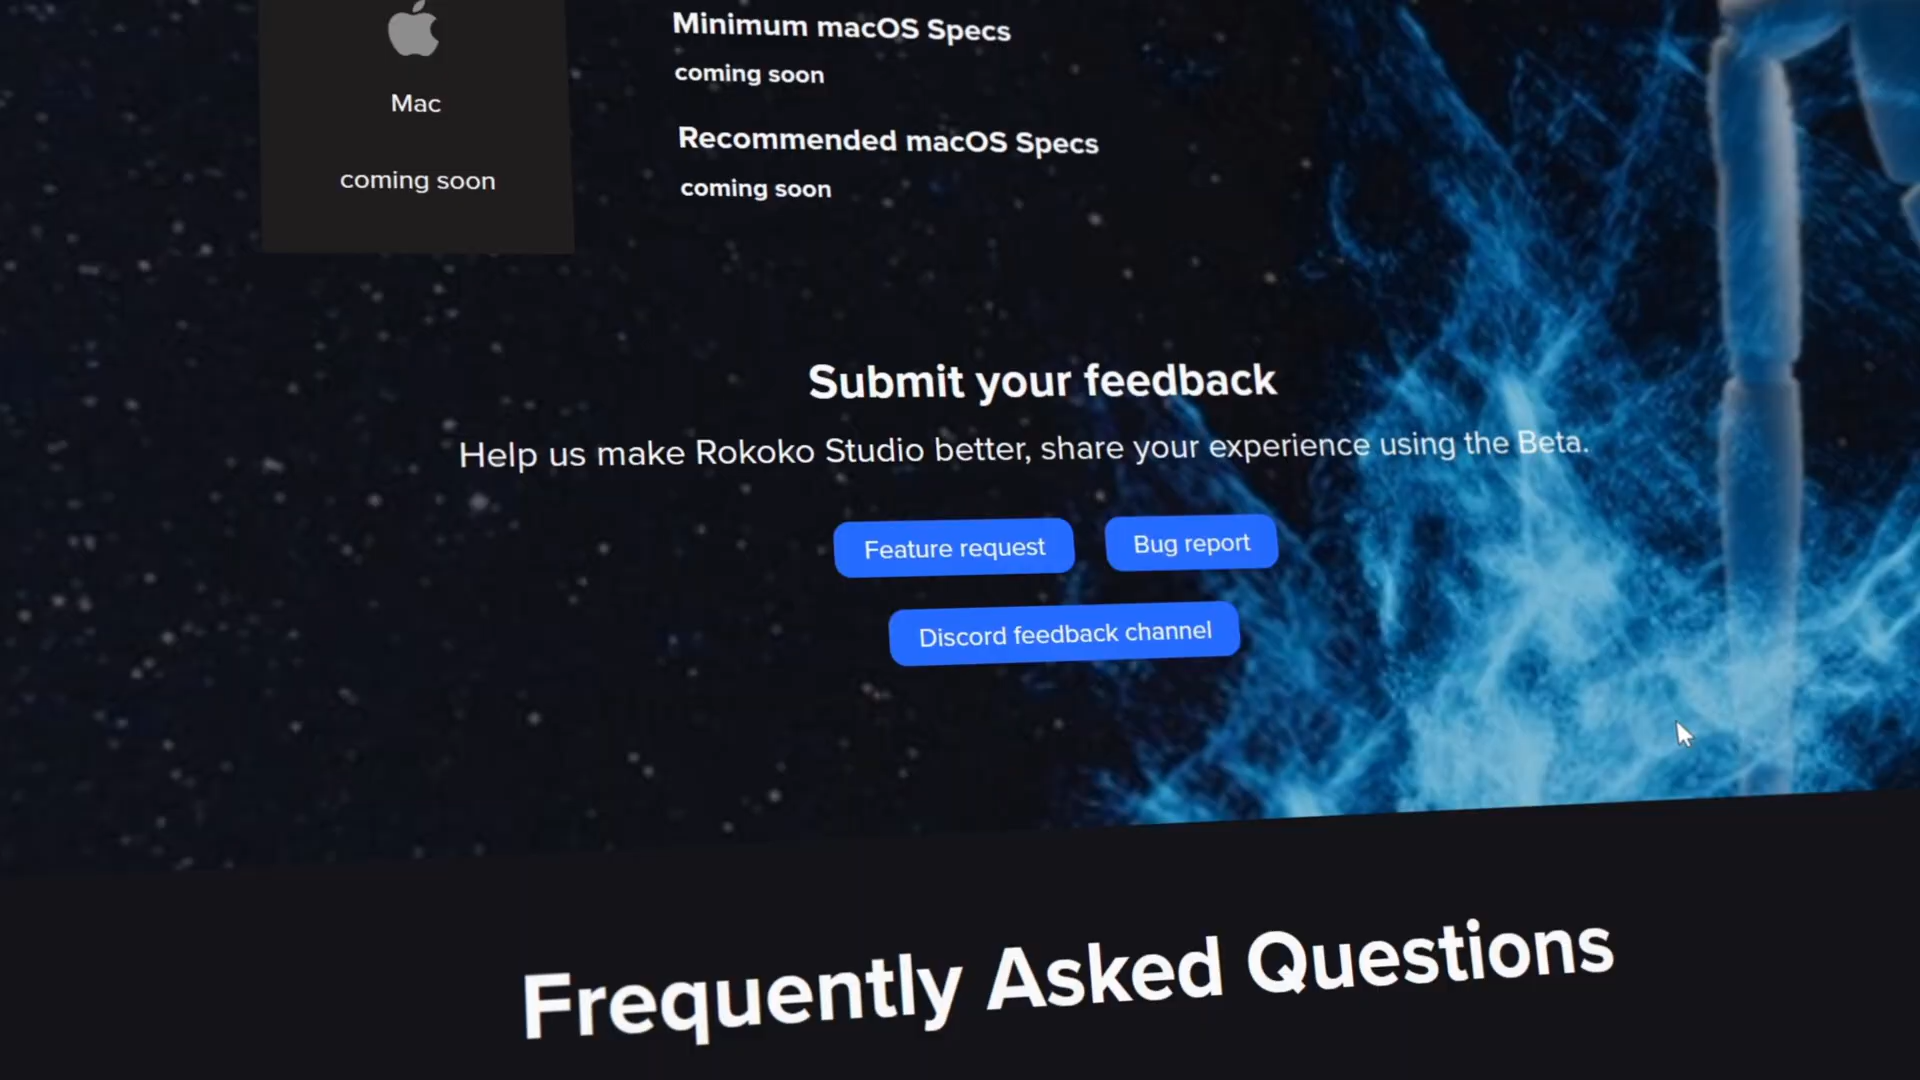 Mac
coming soon
Minimum macOS Specs
coming soon
Recommended macOS Specs
coming soon
Submit your feedback
Help us make Rokoko Studio better, share your experience using the Beta.
Feature request
Bug report
Discord feedback channel
Frequently Asked Questions